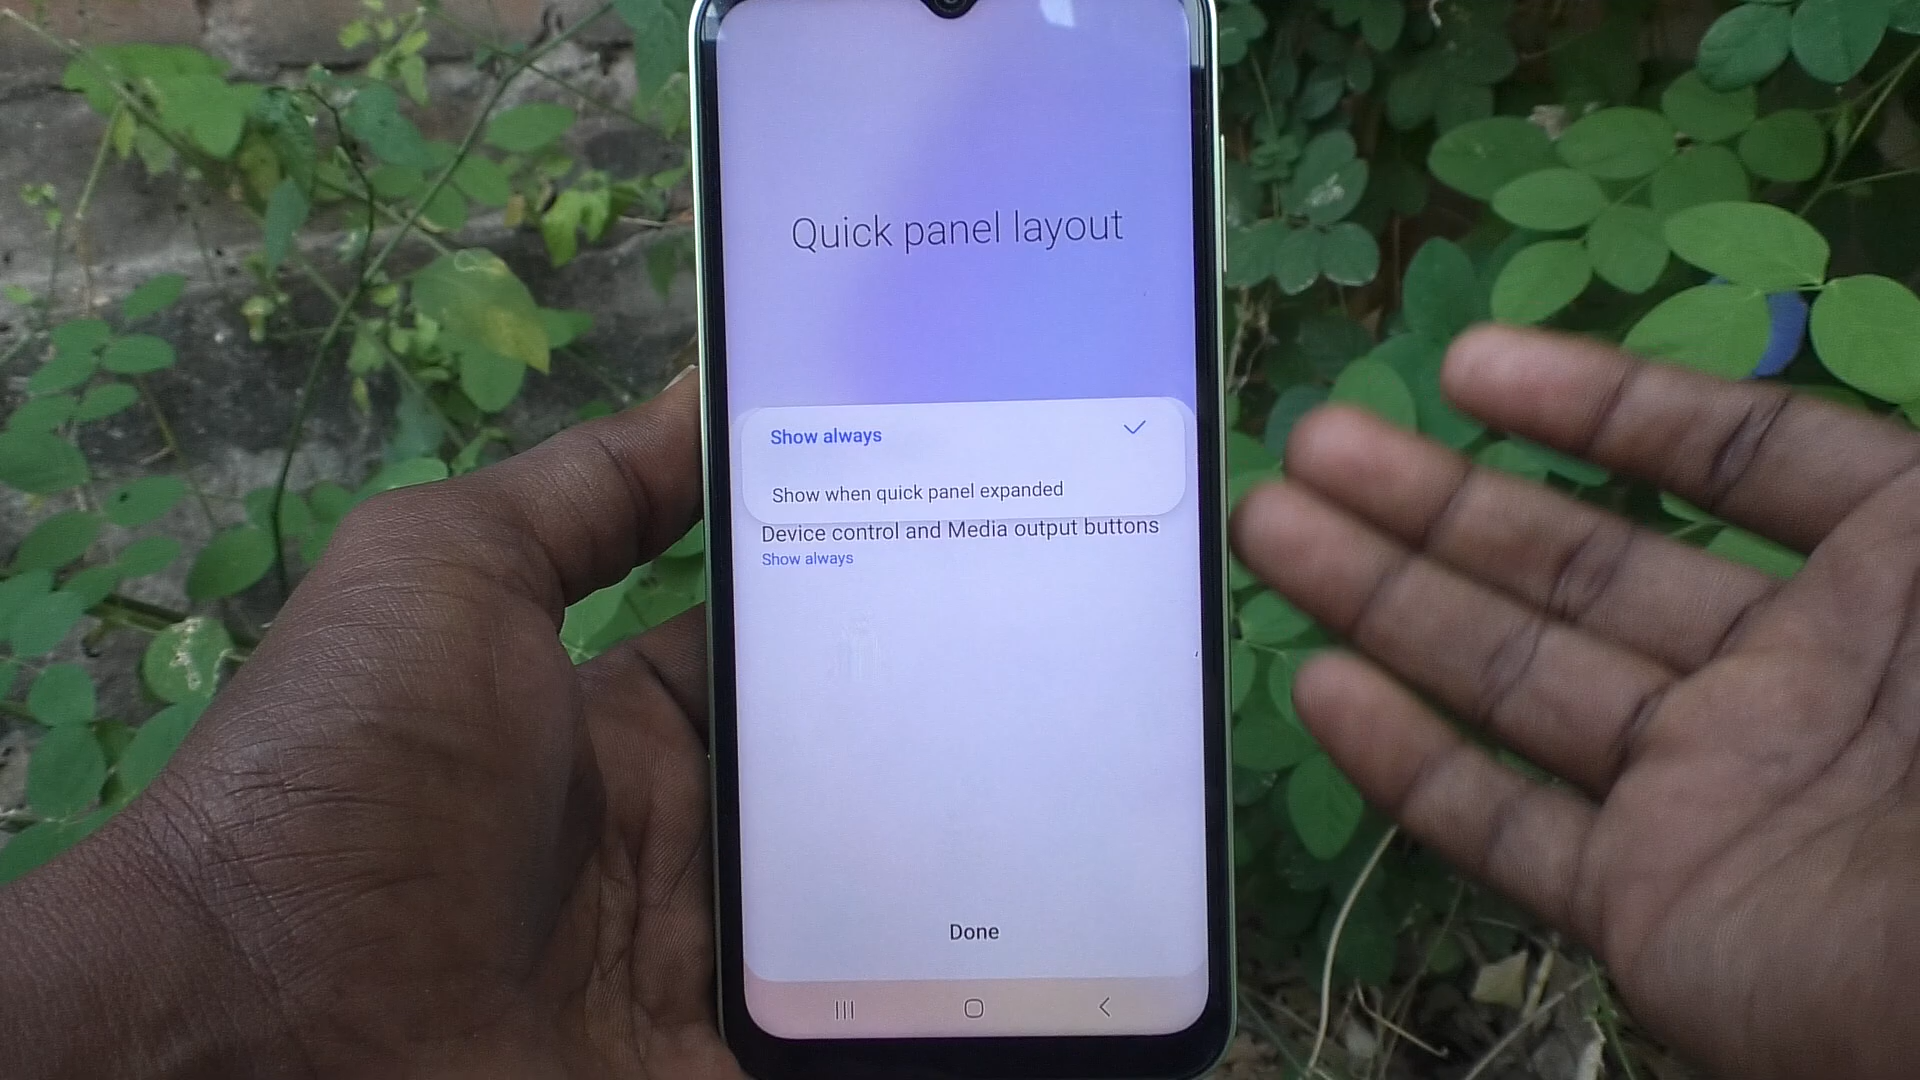 Quick panel layout
Show always
Show when quick panel expanded
Device control and Media output buttons
Show always
Done